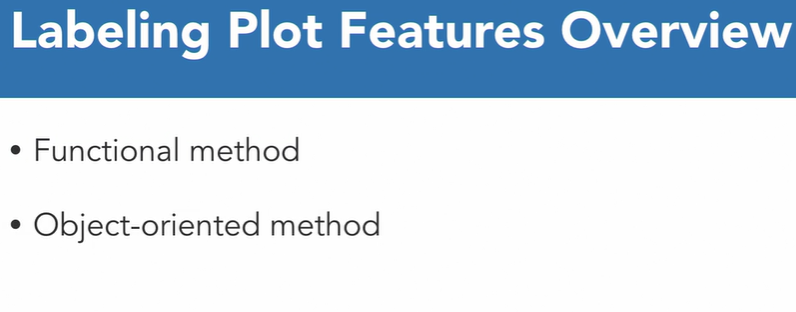 Labeling Plot Features Overview
• Functional method
• Object-oriented method